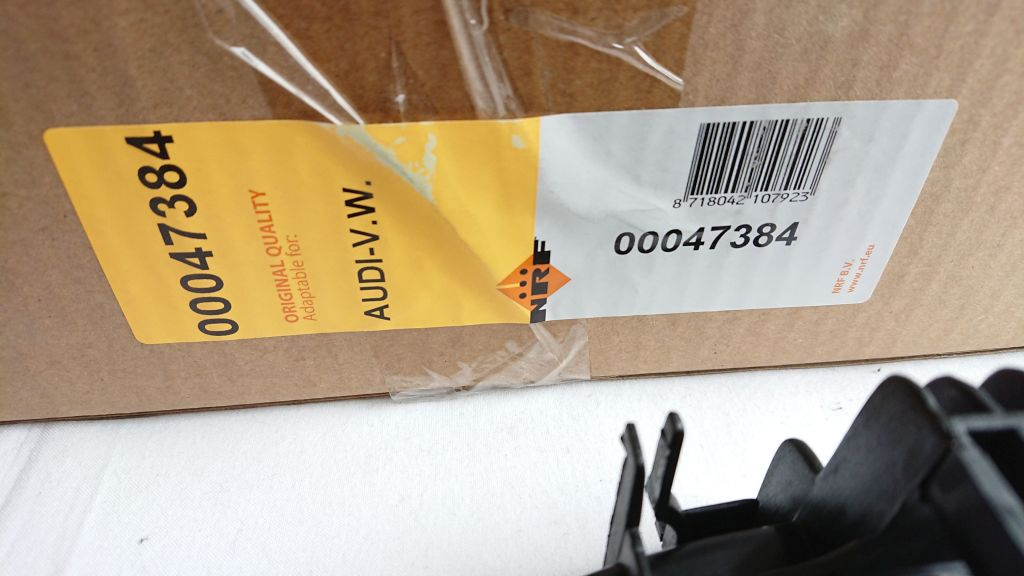 00047384
ORIGINAL QUALITY
Adaptable for:
AUDI-V.W.
NRF
8 718042 107923
00047384
NRF B.V.
www.nrf.eu